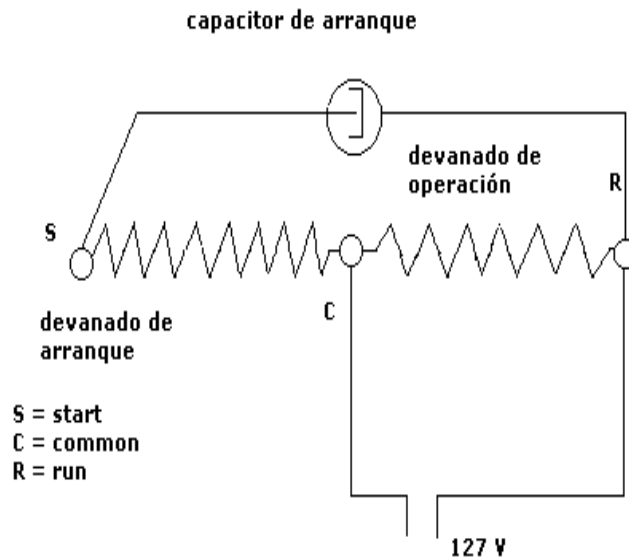 capacitor de arranque
devanado de
operación
R
S
C
devanado de
arranque
S = start
C = common
R = run
127 V